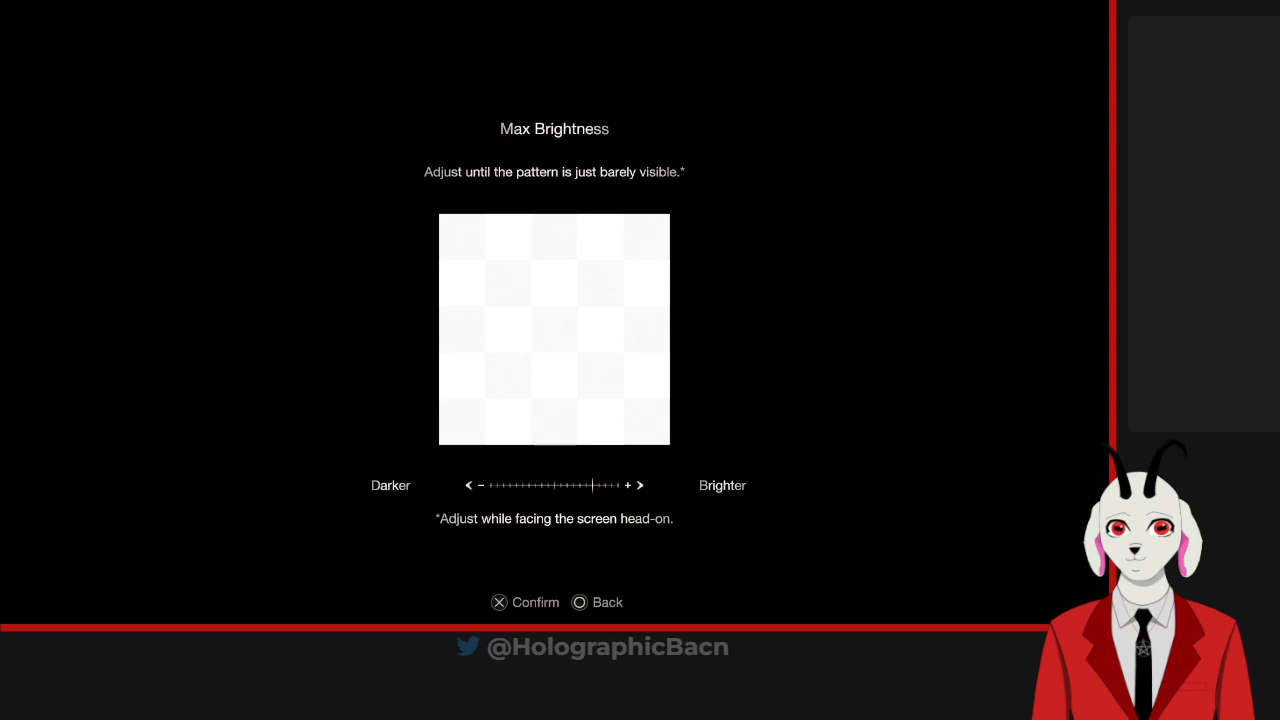 Max Brightness
Adjust until the pattern is just barely visible.*
Darker - + Brighter
*Adjust while facing the screen head-on.
Confirm Back
@HolographicBacn